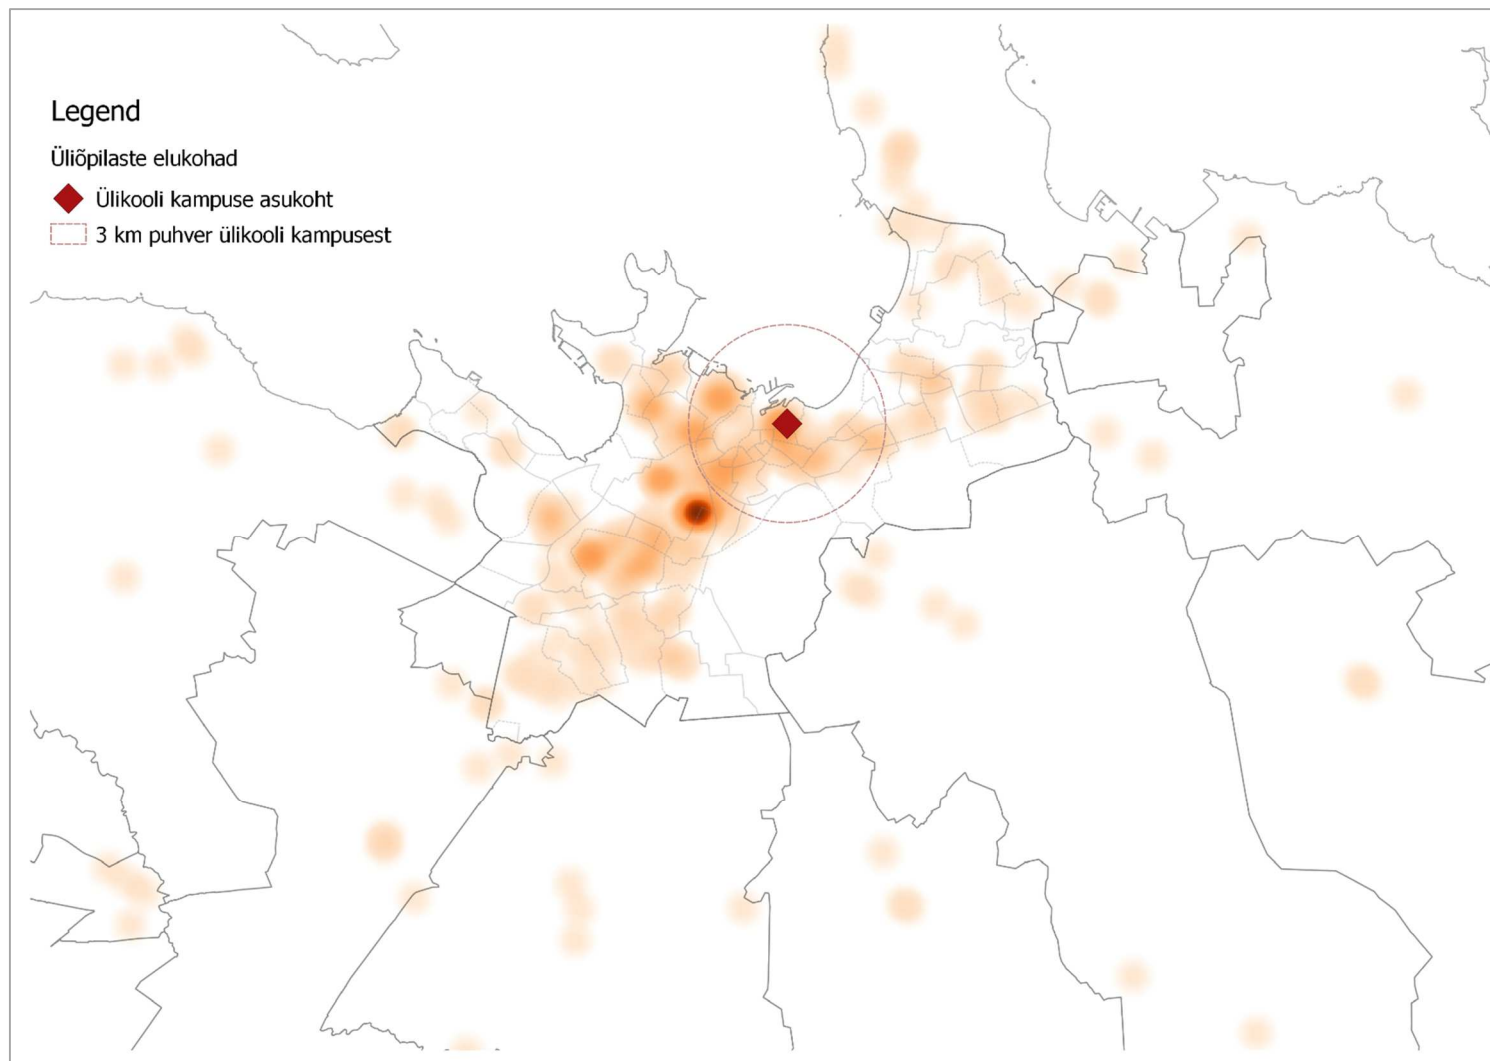 Legend
Üliõpilaste elukohad
Ülikooli kampuse asukoht
3 km puhver ülikooli kampusest